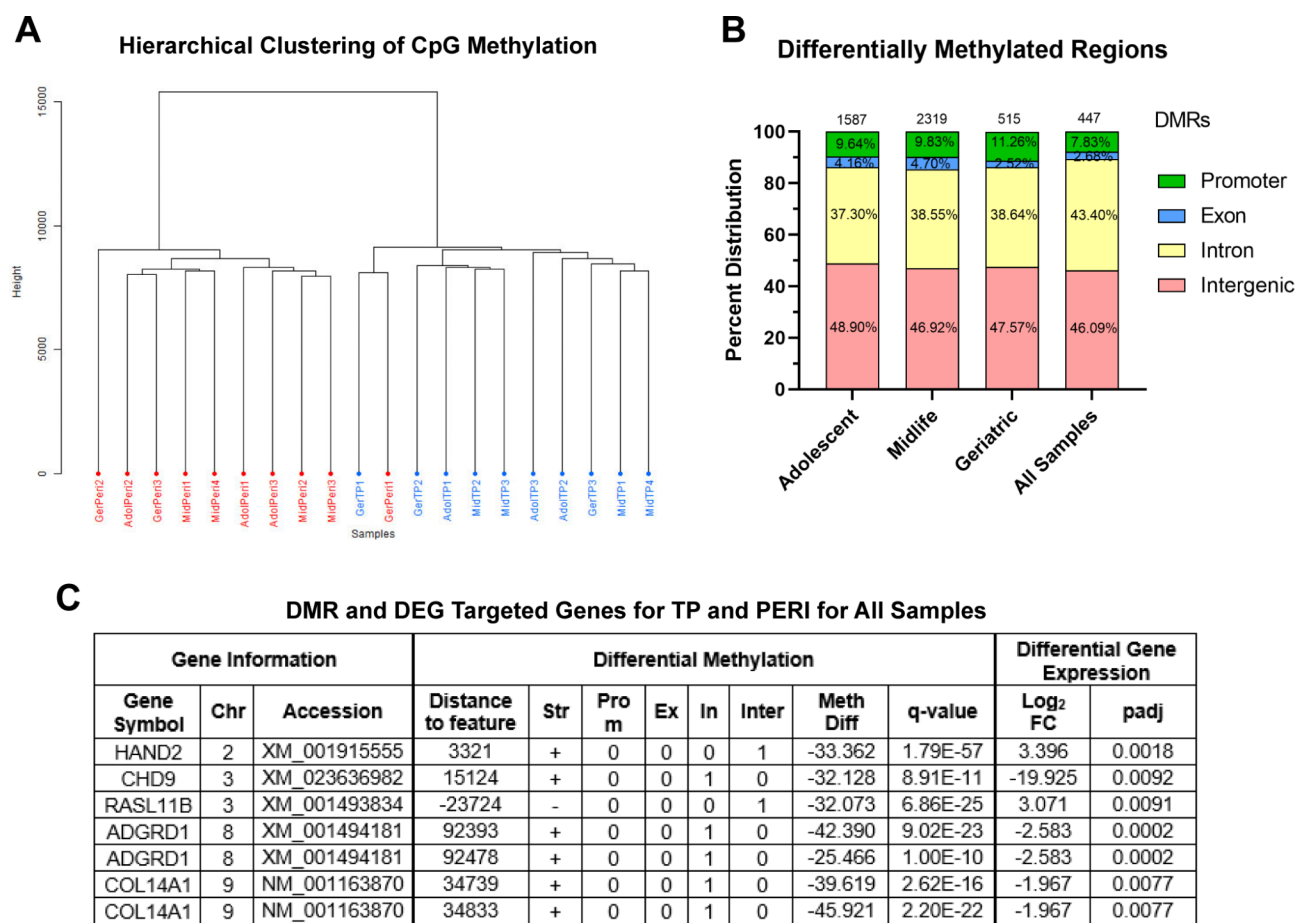 A
Hierarchical Clustering of CpG Methylation
Height
15000
10000
5000
0
GerPeri2
AdolPeri2
GerPeri3
MidPeri1
MidPeri4
AdolPeri1
AdolPeri3
MidPeri2
MidPeri3
GerTP1
GerPeri1
GerTP2
AdolTP1
MidTP2
MidTP3
AdolTP3
AdolTP2
GerTP3
MidTP1
MidTP4
Samples
B
Differentially Methylated Regions
1587 2319 515 447 DMRs
Percent Distribution
100
80
60
40
20
0
9.64% 9.83% 11.26% 7.83%
4.16% 4.70% 2.52% 2.68%
37.30% 38.55% 38.64% 43.40%
48.90% 46.92% 47.57% 46.09%
Promoter
Exon
Intron
Intergenic
Adolescent
Midlife
Geriatric
All Samples
C
DMR and DEG Targeted Genes for TP and PERI for All Samples
Gene Information Differential Methylation Differential Gene Expression
Gene Symbol Chr Accession Distance to feature Str Pro m Ex In Inter Meth Diff q-value Log₂ FC padj
HAND2 2 XM_001915555 3321 + 0 0 0 1 -33.362 1.79E-57 3.396 0.0018
CHD9 3 XM_023636982 15124 + 0 0 1 0 -32.128 8.91E-11 -19.925 0.0092
RASL11B 3 XM_001493834 -23724 - 0 0 0 1 -32.073 6.86E-25 3.071 0.0091
ADGRD1 8 XM_001494181 92393 + 0 0 1 0 -42.390 9.02E-23 -2.583 0.0002
ADGRD1 8 XM_001494181 92478 + 0 0 1 0 -25.466 1.00E-10 -2.583 0.0002
COL14A1 9 NM_001163870 34739 + 0 0 1 0 -39.619 2.62E-16 -1.967 0.0077
COL14A1 9 NM_001163870 34833 + 0 0 1 0 -45.921 2.20E-22 -1.967 0.0077